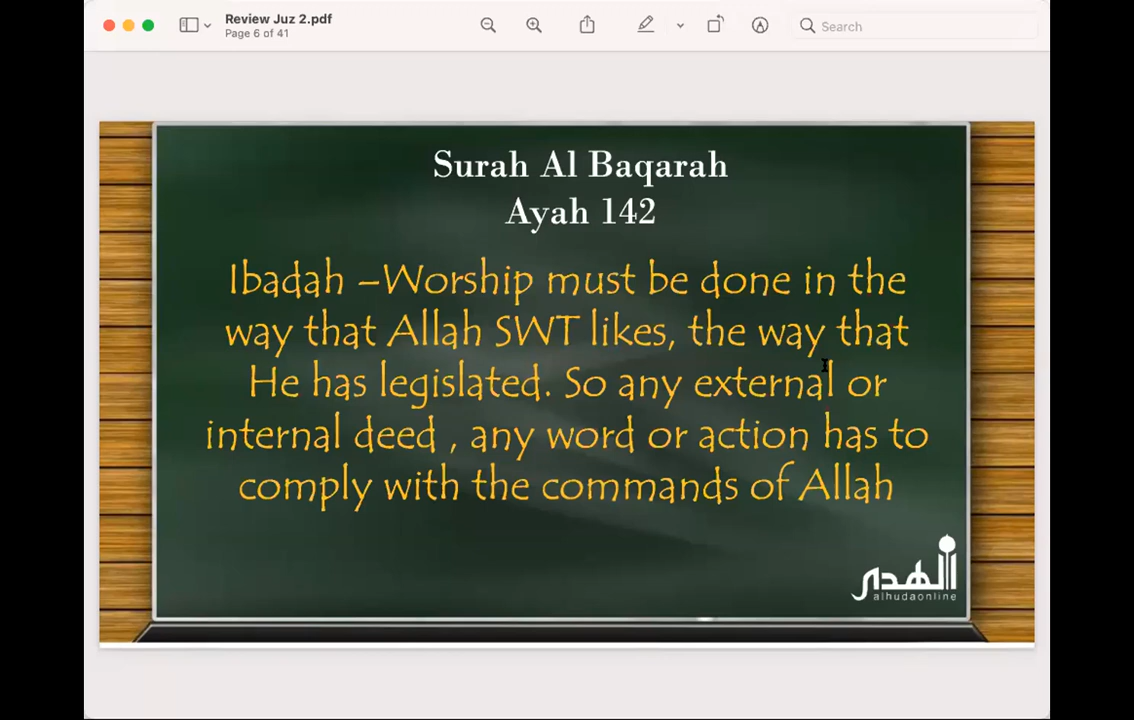 Review Juz 2.pdf
Page 6 of 41
Search
Surah Al Baqarah
Ayah 142
Ibadah –Worship must be done in the
way that Allah SWT likes, the way that
He has legislated. So any external or
internal deed , any word or action has to
comply with the commands of Allah
الهدى
alhudaonline